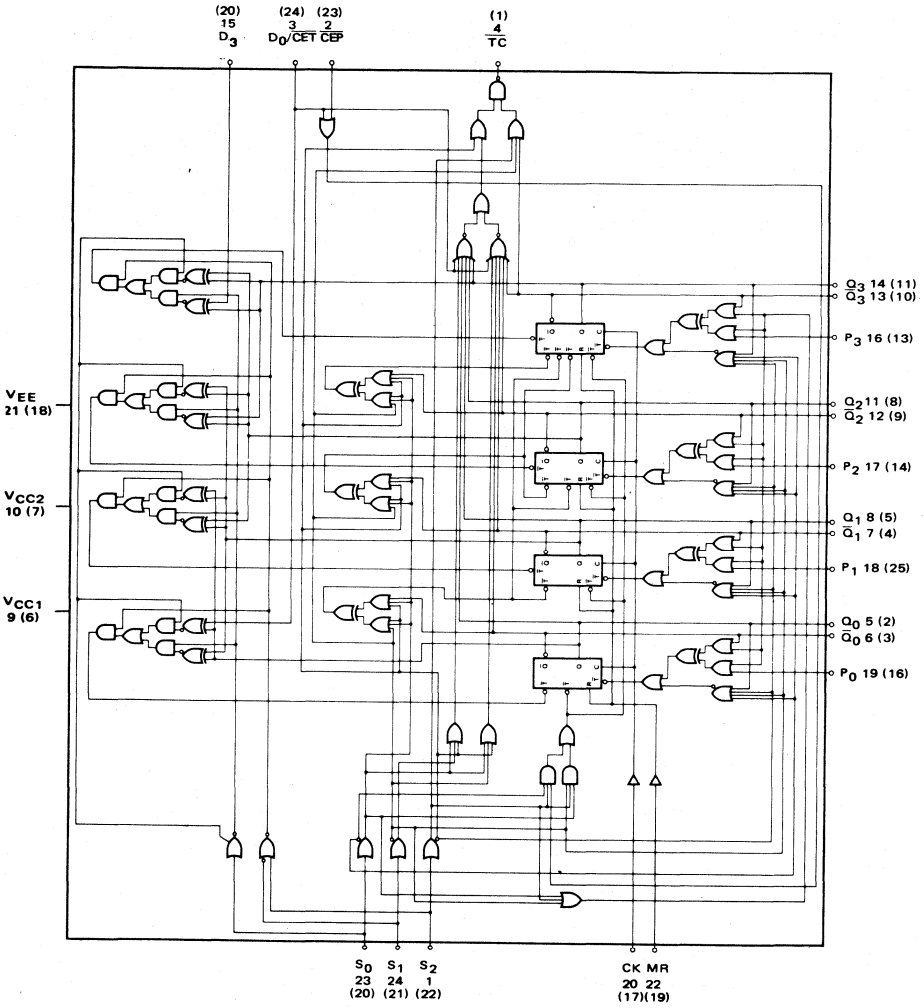 (20)
15
D3
(24)
3
D0/CET
(23)
2
CEP
(1)
4
TC
Q3 14 (11)
Q3 13 (10)
P3 16 (13)
VEE
21 (18)
Q2 11 (8)
Q2 12 (9)
P2 17 (14)
VCC2
10 (7)
Q1 8 (5)
Q1 7 (4)
P1 18 (25)
VCC1
9 (6)
Q0 5 (2)
Q0 6 (3)
P0 19 (16)
S0
23
(20)
S1
24
(21)
S2
1
(22)
CK MR
20 22
(17)(19)